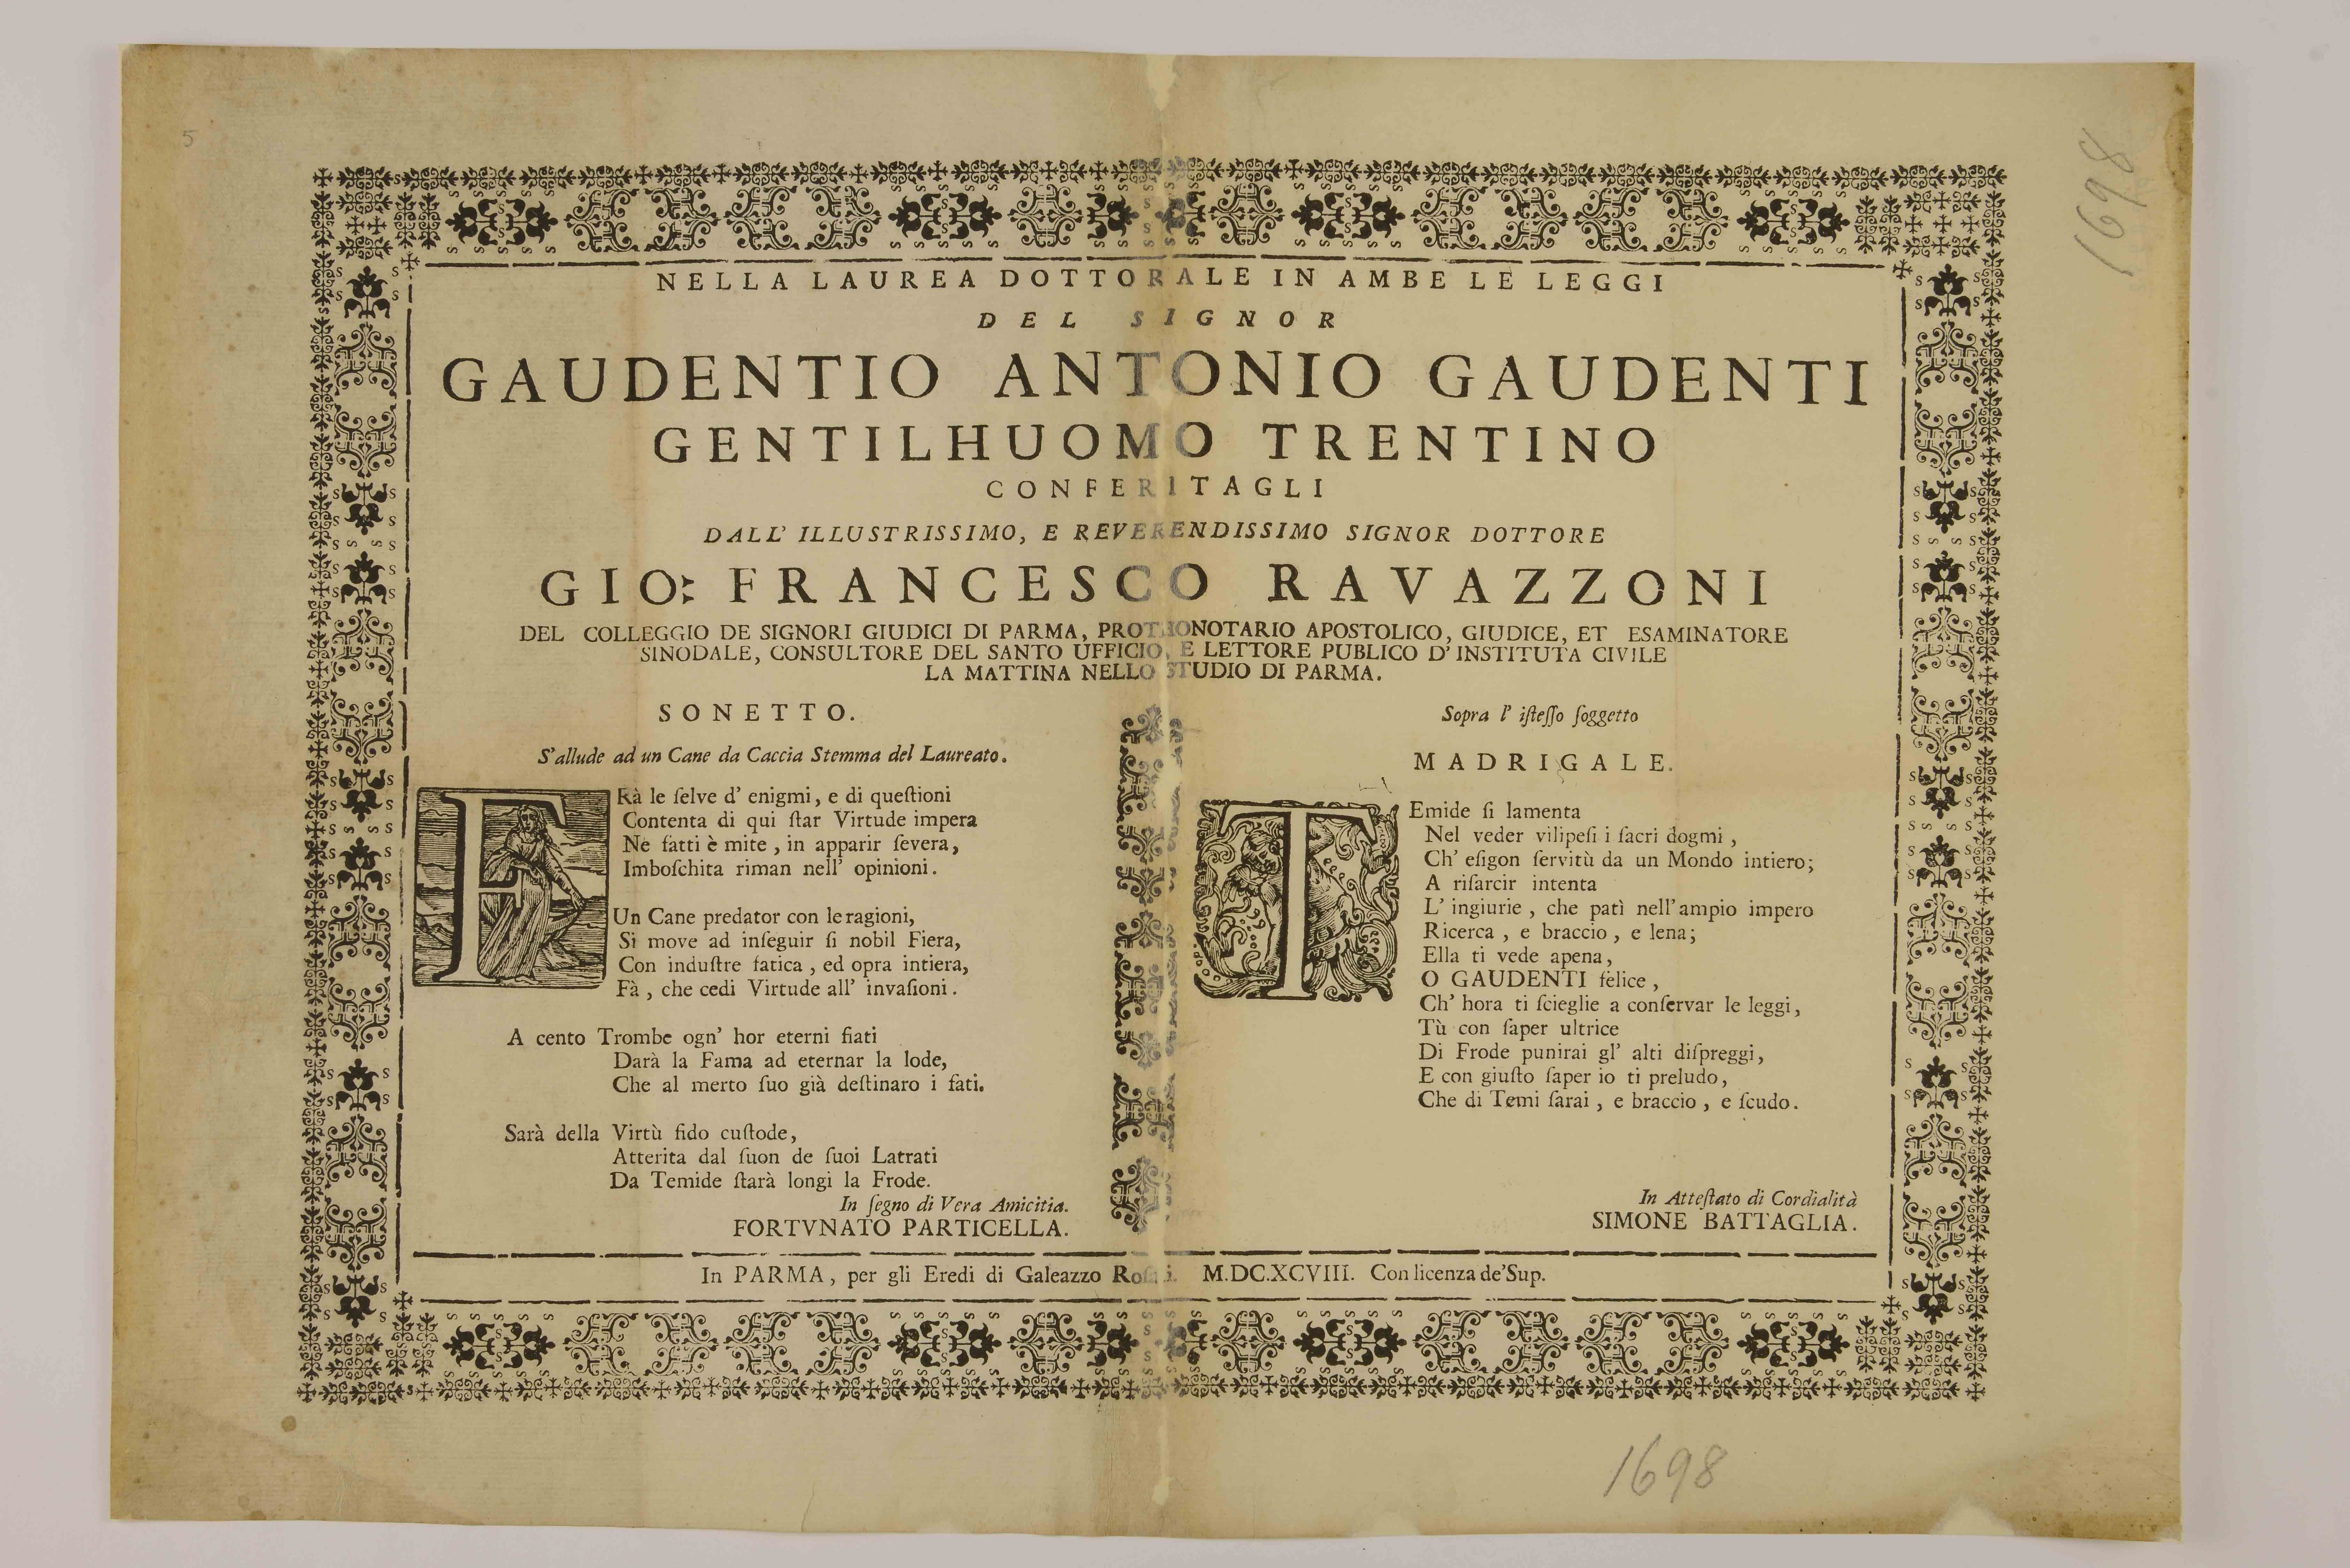 5
1698
NELLA LAUREA DOTTORALE IN AMBE LE LEGGI
DEL SIGNOR
GAUDENTIO ANTONIO GAUDENTI
GENTILHUOMO TRENTINO
CONFERITAGLI
DALL' ILLUSTRISSIMO, E REVERENDISSIMO SIGNOR DOTTORE
GIO: FRANCESCO RAVAZZONI
DEL COLLEGGIO DE SIGNORI GIUDICI DI PARMA, PROTHONOTARIO APOSTOLICO, GIUDICE, ET ESAMINATORE
SINODALE, CONSULTORE DEL SANTO UFFICIO, E LETTORE PUBLICO D'INSTITUTA CIVILE
LA MATTINA NELLO STUDIO DI PARMA.
SONETTO.
S'allude ad un Cane da Caccia Stemma del Laureato.
FRà le ſelve d' enigmi, e di queſtioni
Contenta di qui ſtar Virtude impera
Ne fatti è mite, in apparir ſevera,
Imboſchita riman nell' opinioni.
Un Cane predator con le ragioni,
Si move ad inſeguir ſi nobil Fiera,
Con induſtre fatica, ed opra intiera,
Fà, che cedi Virtude all' invaſioni.
A cento Trombe ogn' hor eterni fiati
Darà la Fama ad eternar la lode,
Che al merto ſuo già deſtinaro i fati.
Sarà della Virtù fido cuſtode,
Atterita dal ſuon de ſuoi Latrati
Da Temide ſtarà longi la Frode.
In ſegno di Vera Amicitia.
FORTVNATO PARTICELLA.
Sopra l' iſteſſo ſoggetto
MADRIGALE.
TEmide ſi lamenta
Nel veder vilipeſi i ſacri dogmi,
Ch' eſigon ſervitù da un Mondo intiero;
A riſarcir intenta
L' ingiurie, che patì nell'ampio impero
Ricerca, e braccio, e lena;
Ella ti vede apena,
O GAUDENTI felice,
Ch' hora ti ſcieglie a conſervar le leggi,
Tù con ſaper ultrice
Di Frode punirai gl' alti diſpreggi,
E con giuſto ſaper io ti preludo,
Che di Temi ſarai, e braccio, e ſcudo.
In Atteſtato di Cordialità
SIMONE BATTAGLIA.
In PARMA, per gli Eredi di Galeazzo M.DC.XCVIII. Con licenza de'Sup.
1698